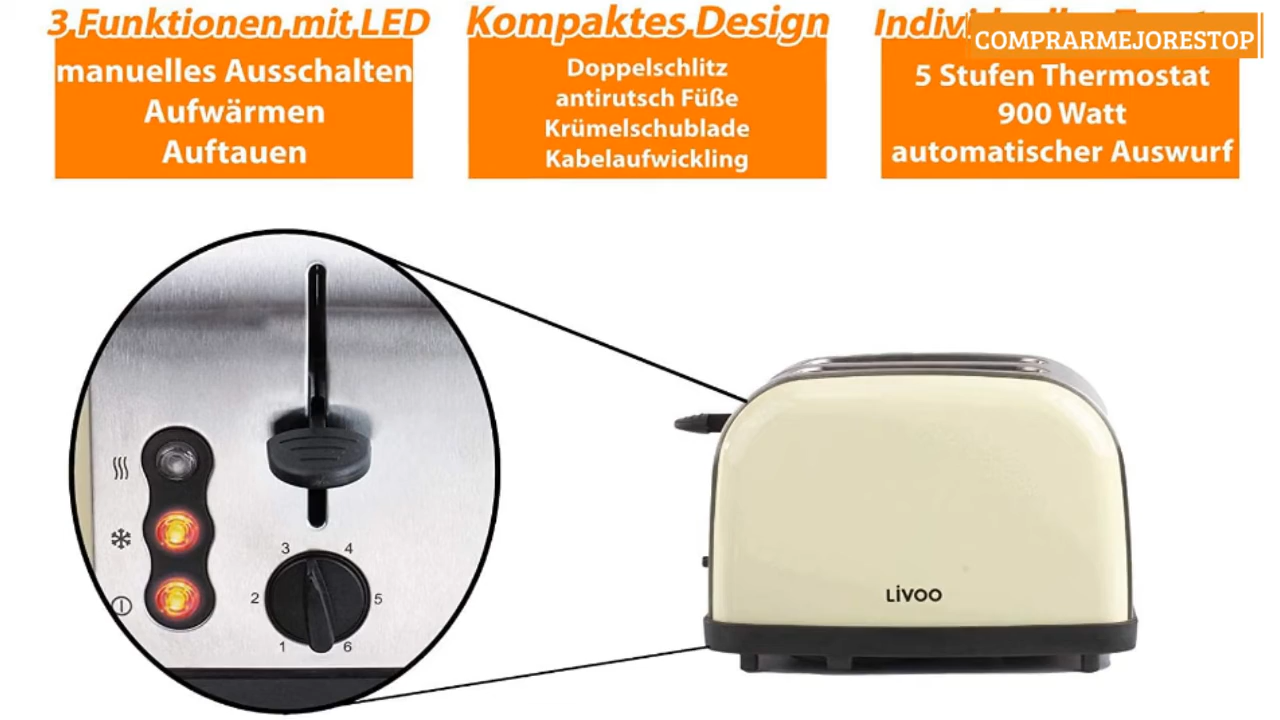 3 Funktionen mit LED
manuelles Ausschalten
Aufwärmen
Auftauen
Kompaktes Design
Doppelschlitz
antirutsch Füße
Krümelschublade
Kabelaufwickling
COMPRARMEJORESTOP
5 Stufen Thermostat
900 Watt
automatischer Auswurf
3 4
2 5
1 6
LiVOO